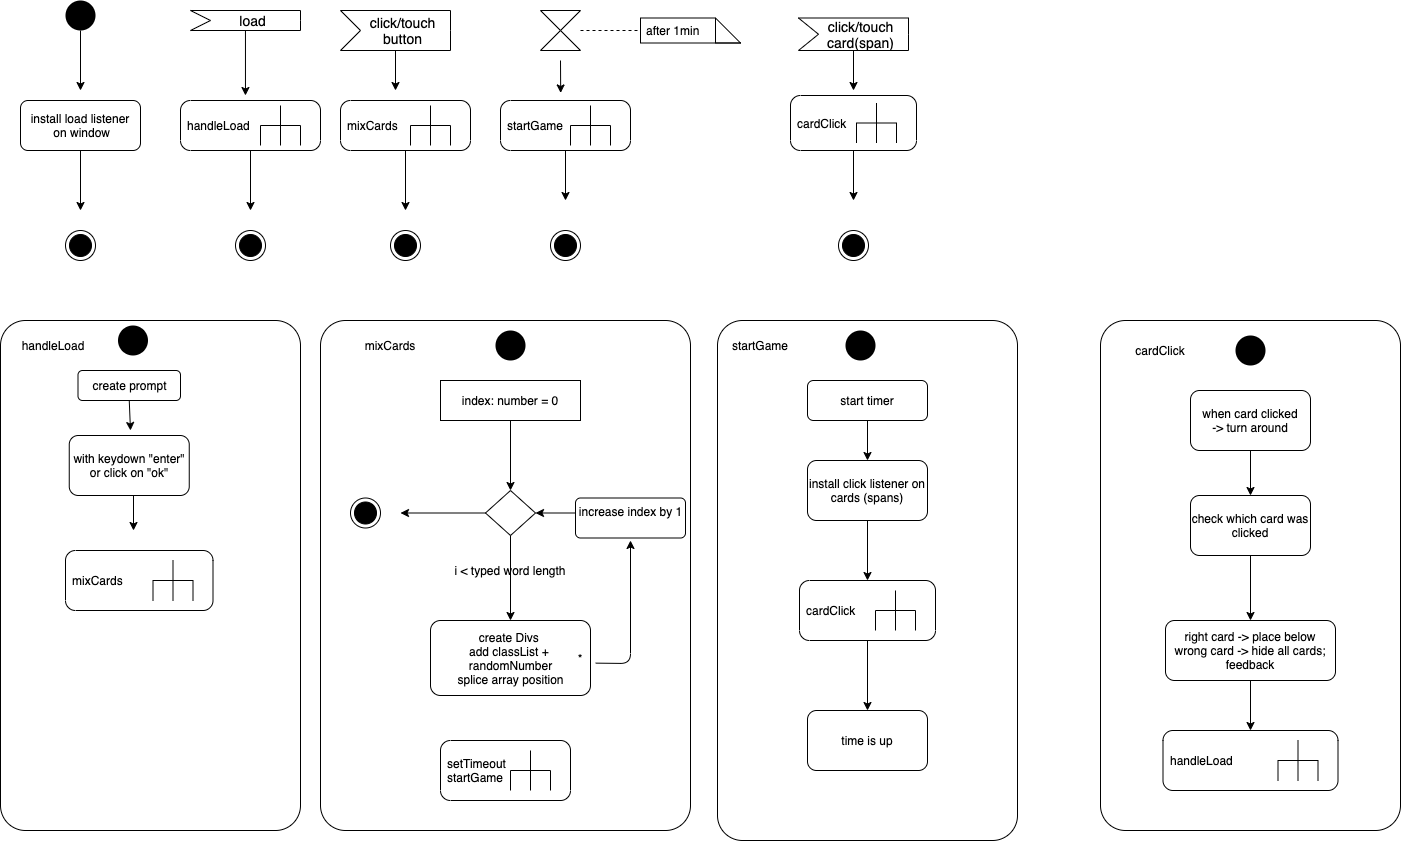 load
click/touch
button
after 1min
click/touch
card(span)
install load listener
on window
handleLoad
mixCards
startGame
cardClick
handleLoad
create prompt
with keydown "enter"
or click on "ok"
mixCards
mixCards
index: number = 0
increase index by 1
i < typed word length
create Divs
add classList +
randomNumber
splice array position
*
setTimeout
startGame
startGame
start timer
install click listener on
cards (spans)
cardClick
time is up
cardClick
when card clicked
-> turn around
check which card was
clicked
right card -> place below
wrong card -> hide all cards;
feedback
handleLoad